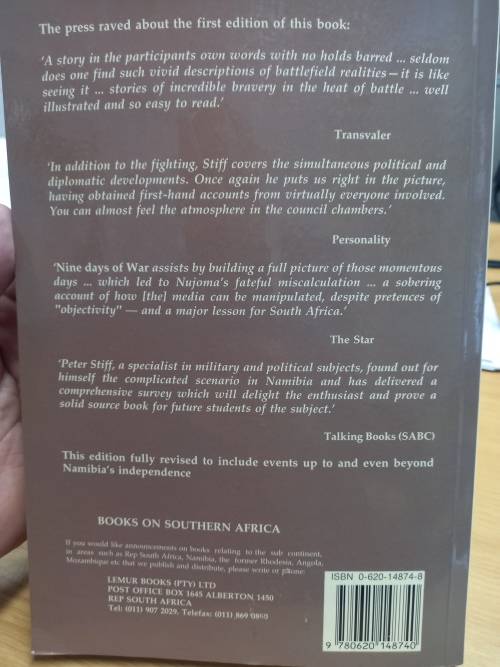 The press raved about the first edition of this book:
'A story in the participants own words with no holds barred ... seldom
does one find such vivid descriptions of battlefield realities — it is like
seeing it ... stories of incredible bravery in the heat of battle ... well
illustrated and so easy to read.'
Transvaler
'In addition to the fighting, Stiff covers the simultaneous political and
diplomatic developments. Once again he puts us right in the picture,
having obtained first-hand accounts from virtually everyone involved.
You can almost feel the atmosphere in the council chambers.'
Personality
'Nine days of War assists by building a full picture of those momentous
days ... which led to Nujoma's fateful miscalculation ... a sobering
account of how [the] media can be manipulated, despite pretences of
"objectivity" — and a major lesson for South Africa.'
The Star
'Peter Stiff, a specialist in military and political subjects, found out for
himself the complicated scenario in Namibia and has delivered a
comprehensive survey which will delight the enthusiast and prove a
solid source book for future students of the subject.'
Talking Books (SABC)
This edition fully revised to include events up to and even beyond
Namibia's independence
BOOKS ON SOUTHERN AFRICA
If you would like announcements on books relating to the sub continent,
in areas such as Rep South Africa, Namibia, the former Rhodesia, Angola,
Mozambique etc that we publish and distribute, please write or phone:
LEMUR BOOKS (PTY) LTD
POST OFFICE BOX 1645 ALBERTON 1450
REP SOUTH AFRICA
Tel: (011) 907 2029. Telefax: (011) 869 0890
ISBN 0-620-14874-8
9 780620 148740